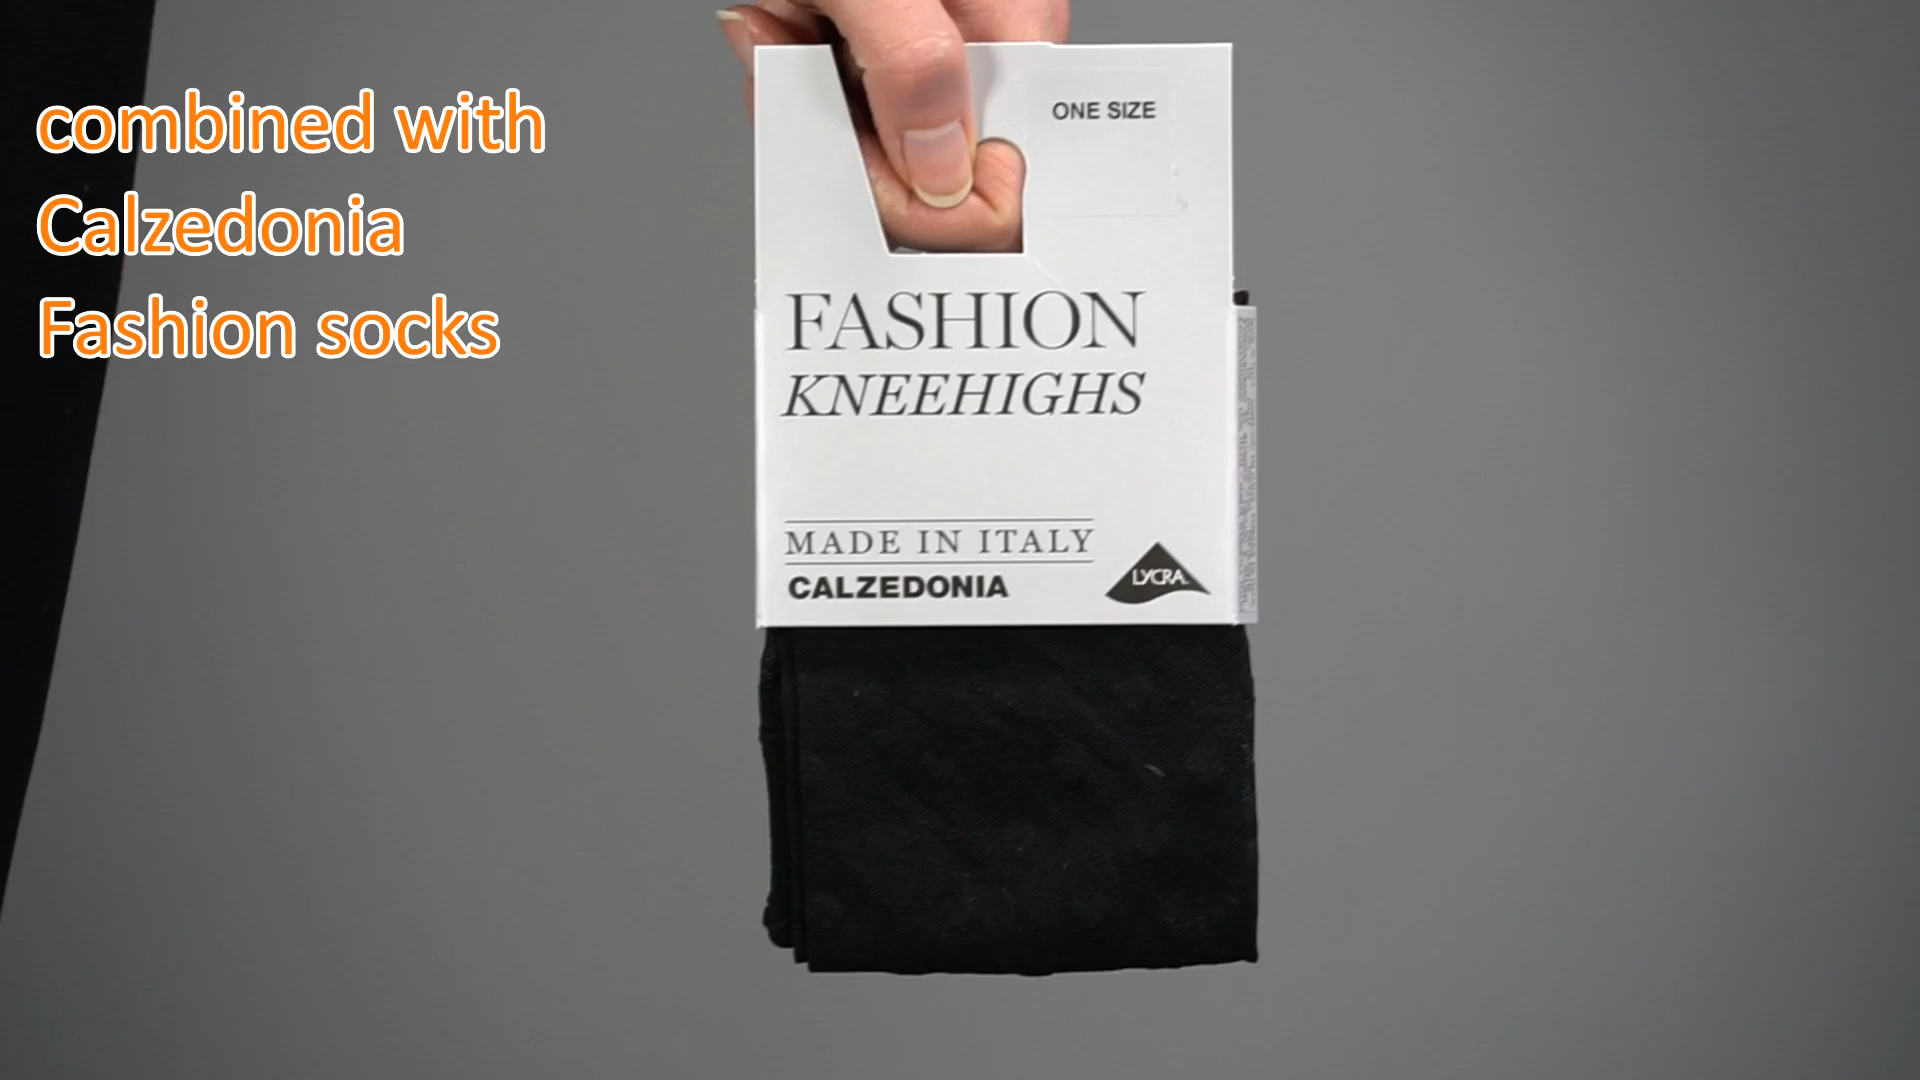 combined with
Calzedonia
Fashion socks
ONE SIZE
FASHION
KNEEHIGHS
MADE IN ITALY
CALZEDONIA
LYCRA